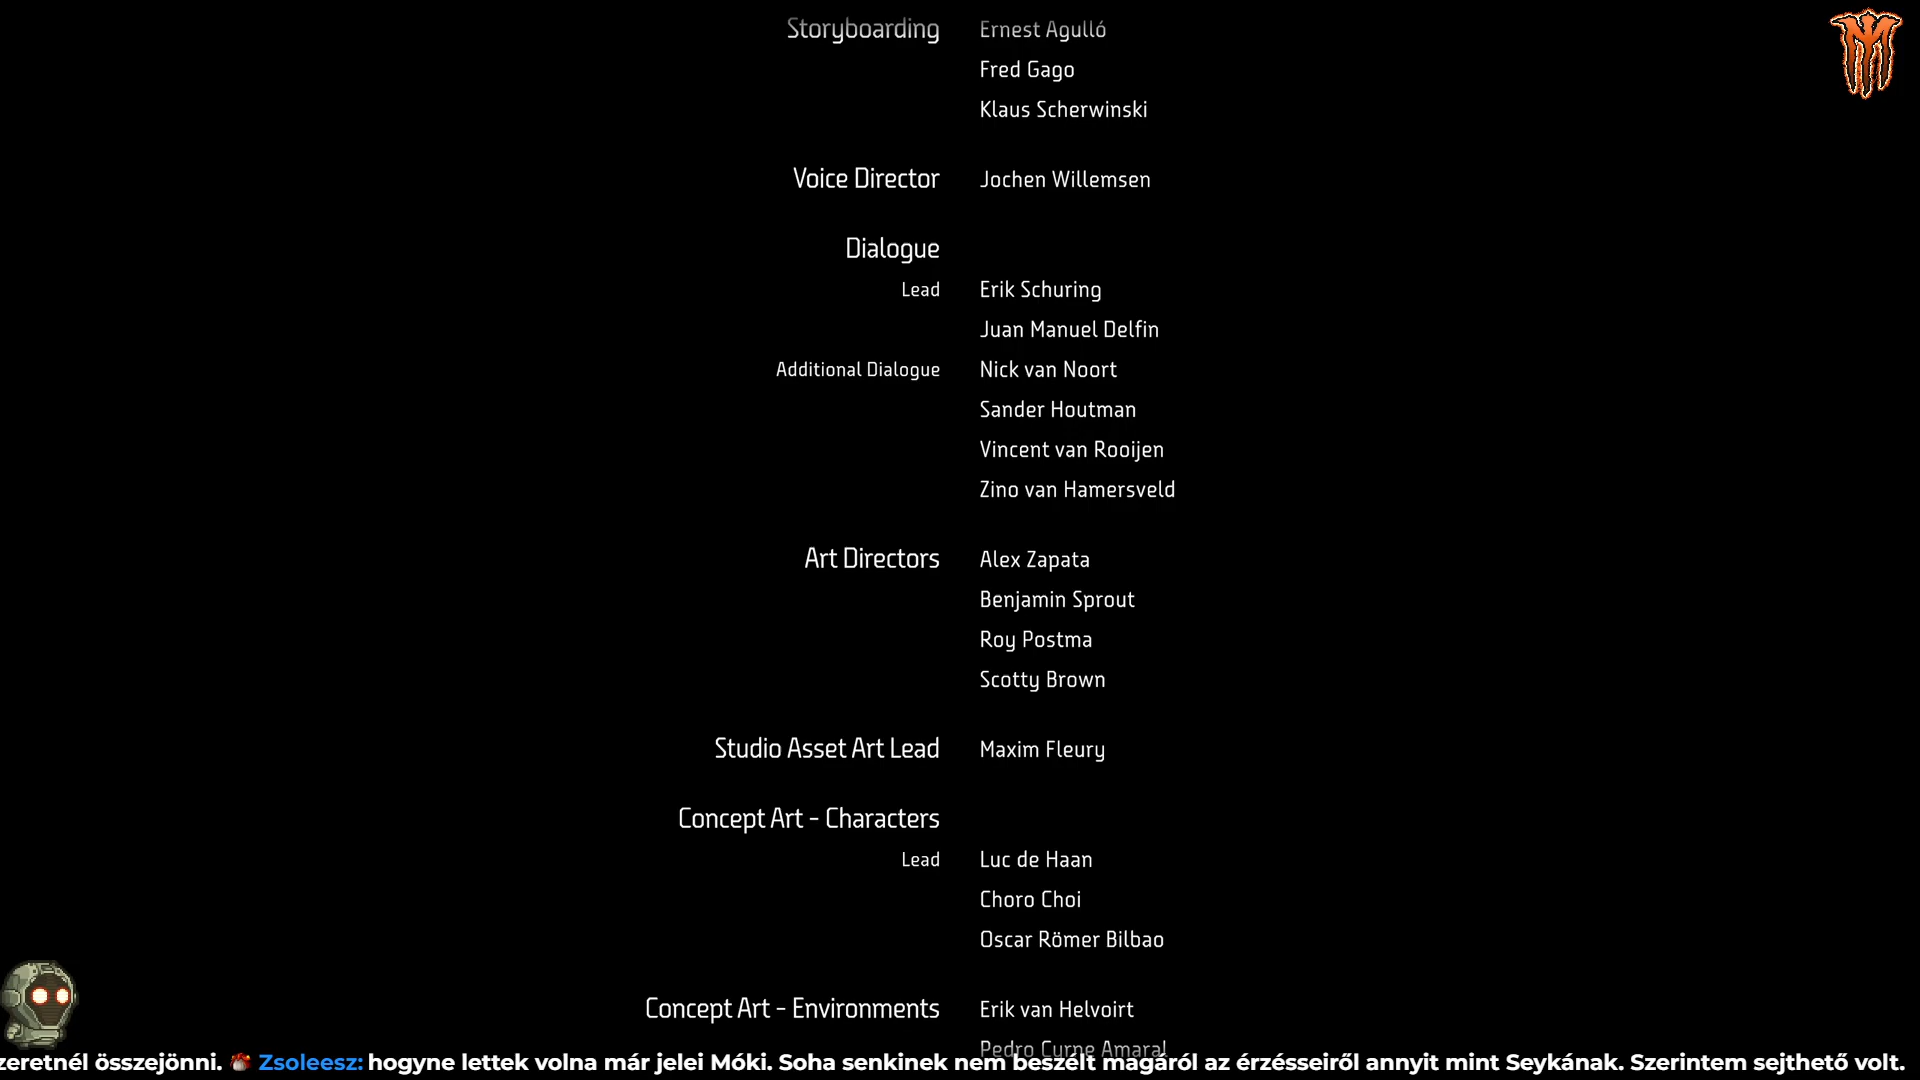 Storyboarding Ernest Agulló
Fred Gago
Klaus Scherwinski
Voice Director Jochen Willemsen
Dialogue
Lead Erik Schuring
Juan Manuel Delfin
Additional Dialogue Nick van Noort
Sander Houtman
Vincent van Rooijen
Zino van Hamersveld
Art Directors Alex Zapata
Benjamin Sprout
Roy Postma
Scotty Brown
Studio Asset Art Lead Maxim Fleury
Concept Art - Characters
Lead Luc de Haan
Choro Choi
Oscar Römer Bilbao
Concept Art - Environments Erik van Helvoirt
Pedro Curne Amaral
zeretnél összejönni. Zsoleesz: hogyne lettek volna már jelei Móki. Soha senkinek nem beszélt magáról az érzésseiről annyit mint Seykának. Szerintem sejthető volt.